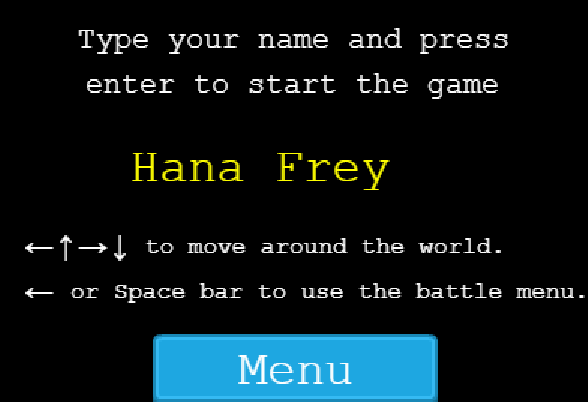 Type your name and press
enter to start the game
Hana Frey
←↑→↓ to move around the world.
← or Space bar to use the battle menu.
Menu